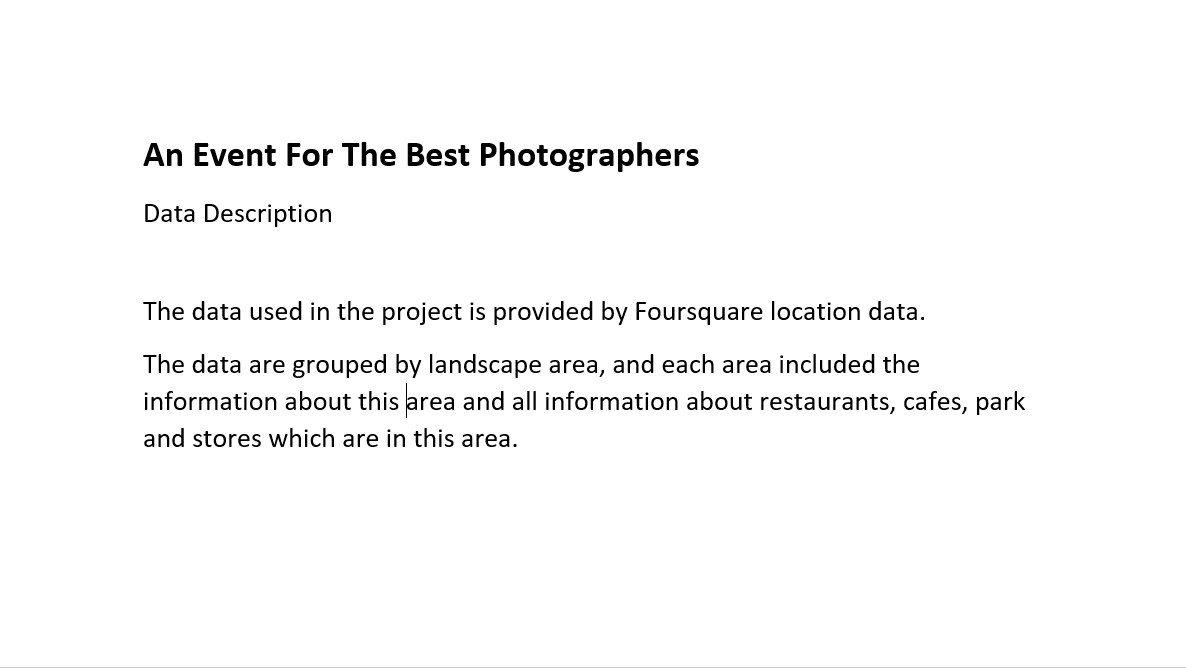 An Event For The Best Photographers
Data Description
The data used in the project is provided by Foursquare location data.
The data are grouped by landscape area, and each area included the
information about this area and all information about restaurants, cafes, park
and stores which are in this area.